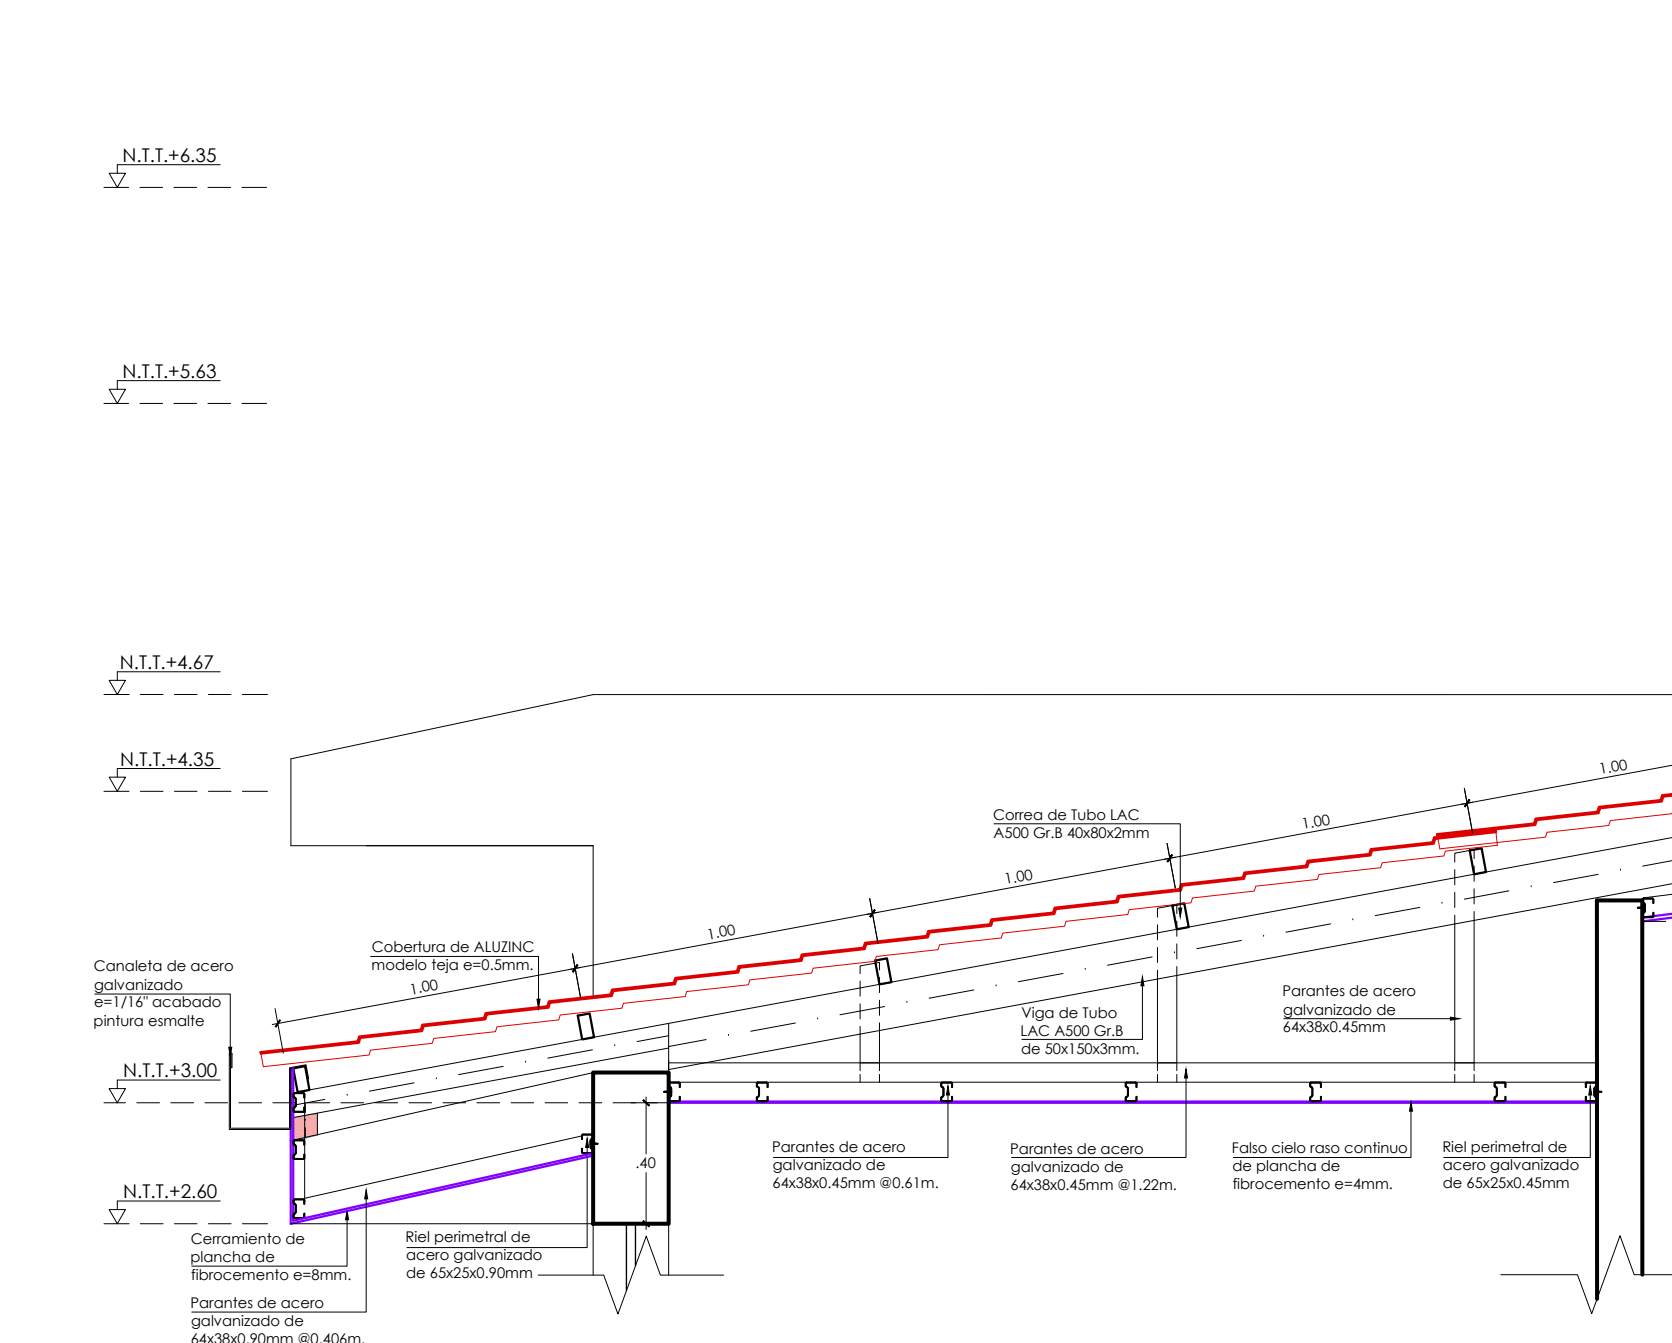 N.T.T.+6.35
N.T.T.+5.63
N.T.T.+4.67
N.T.T.+4.35
1.00
1.00
1.00
1.00
1.00
Correa de Tubo LAC
A500 Gr.B 40x80x2mm
Cobertura de ALUZINC
modelo teja e=0.5mm.
Canaleta de acero
galvanizado
e=1/16" acabado
pintura esmalte
Viga de Tubo
LAC A500 Gr.B
de 50x150x3mm.
Parantes de acero
galvanizado de
64x38x0.45mm
N.T.T.+3.00
.40
Parantes de acero
galvanizado de
64x38x0.45mm @0.61m.
Parantes de acero
galvanizado de
64x38x0.45mm @1.22m.
Falso cielo raso continuo
de plancha de
fibrocemento e=4mm.
Riel perimetral de
acero galvanizado
de 65x25x0.45mm
N.T.T.+2.60
Cerramiento de
plancha de
fibrocemento e=8mm.
Riel perimetral de
acero galvanizado
de 65x25x0.90mm
Parantes de acero
galvanizado de
64x38x0.90mm @0.406m.